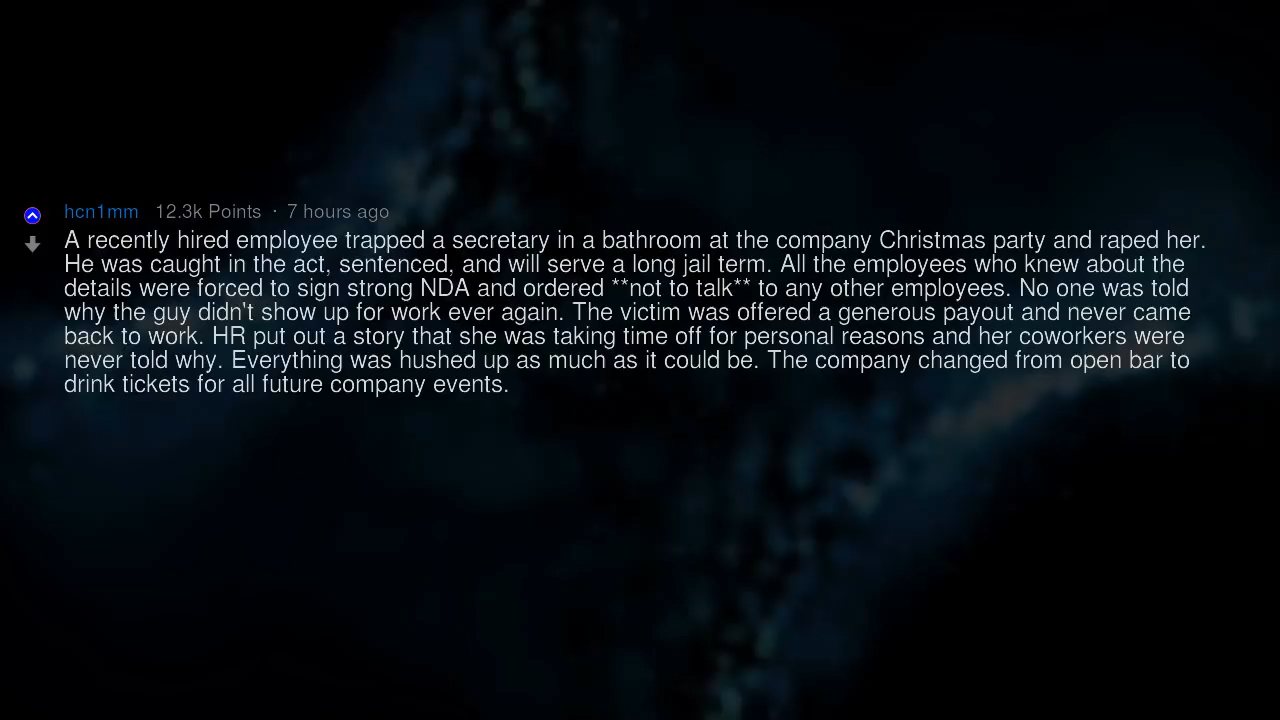 hcn1mm 12.3k Points · 7 hours ago
A recently hired employee trapped a secretary in a bathroom at the company Christmas party and raped her.
He was caught in the act, sentenced, and will serve a long jail term. All the employees who knew about the
details were forced to sign strong NDA and ordered **not to talk** to any other employees. No one was told
why the guy didn't show up for work ever again. The victim was offered a generous payout and never came
back to work. HR put out a story that she was taking time off for personal reasons and her coworkers were
never told why. Everything was hushed up as much as it could be. The company changed from open bar to
drink tickets for all future company events.